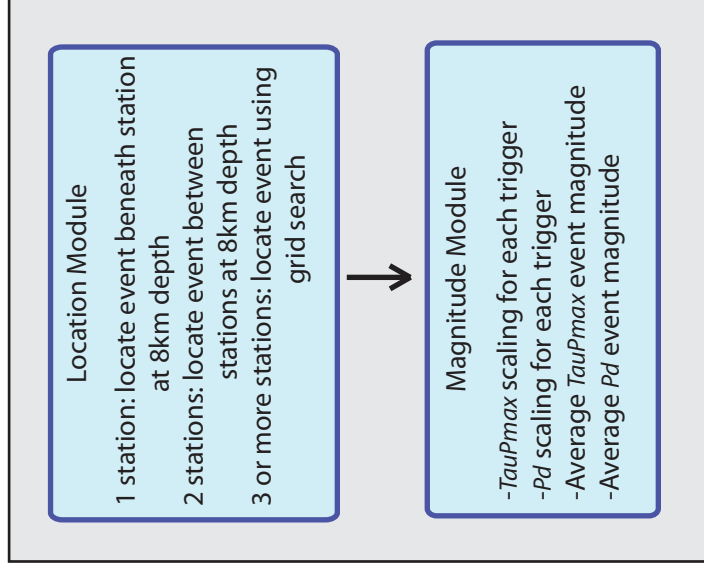 Location Module
1 station: locate event beneath station
at 8km depth
2 stations: locate event between
stations at 8km depth
3 or more stations: locate event using
grid search
Magnitude Module
-TauPmax scaling for each trigger
-Pd scaling for each trigger
-Average TauPmax event magnitude
-Average Pd event magnitude